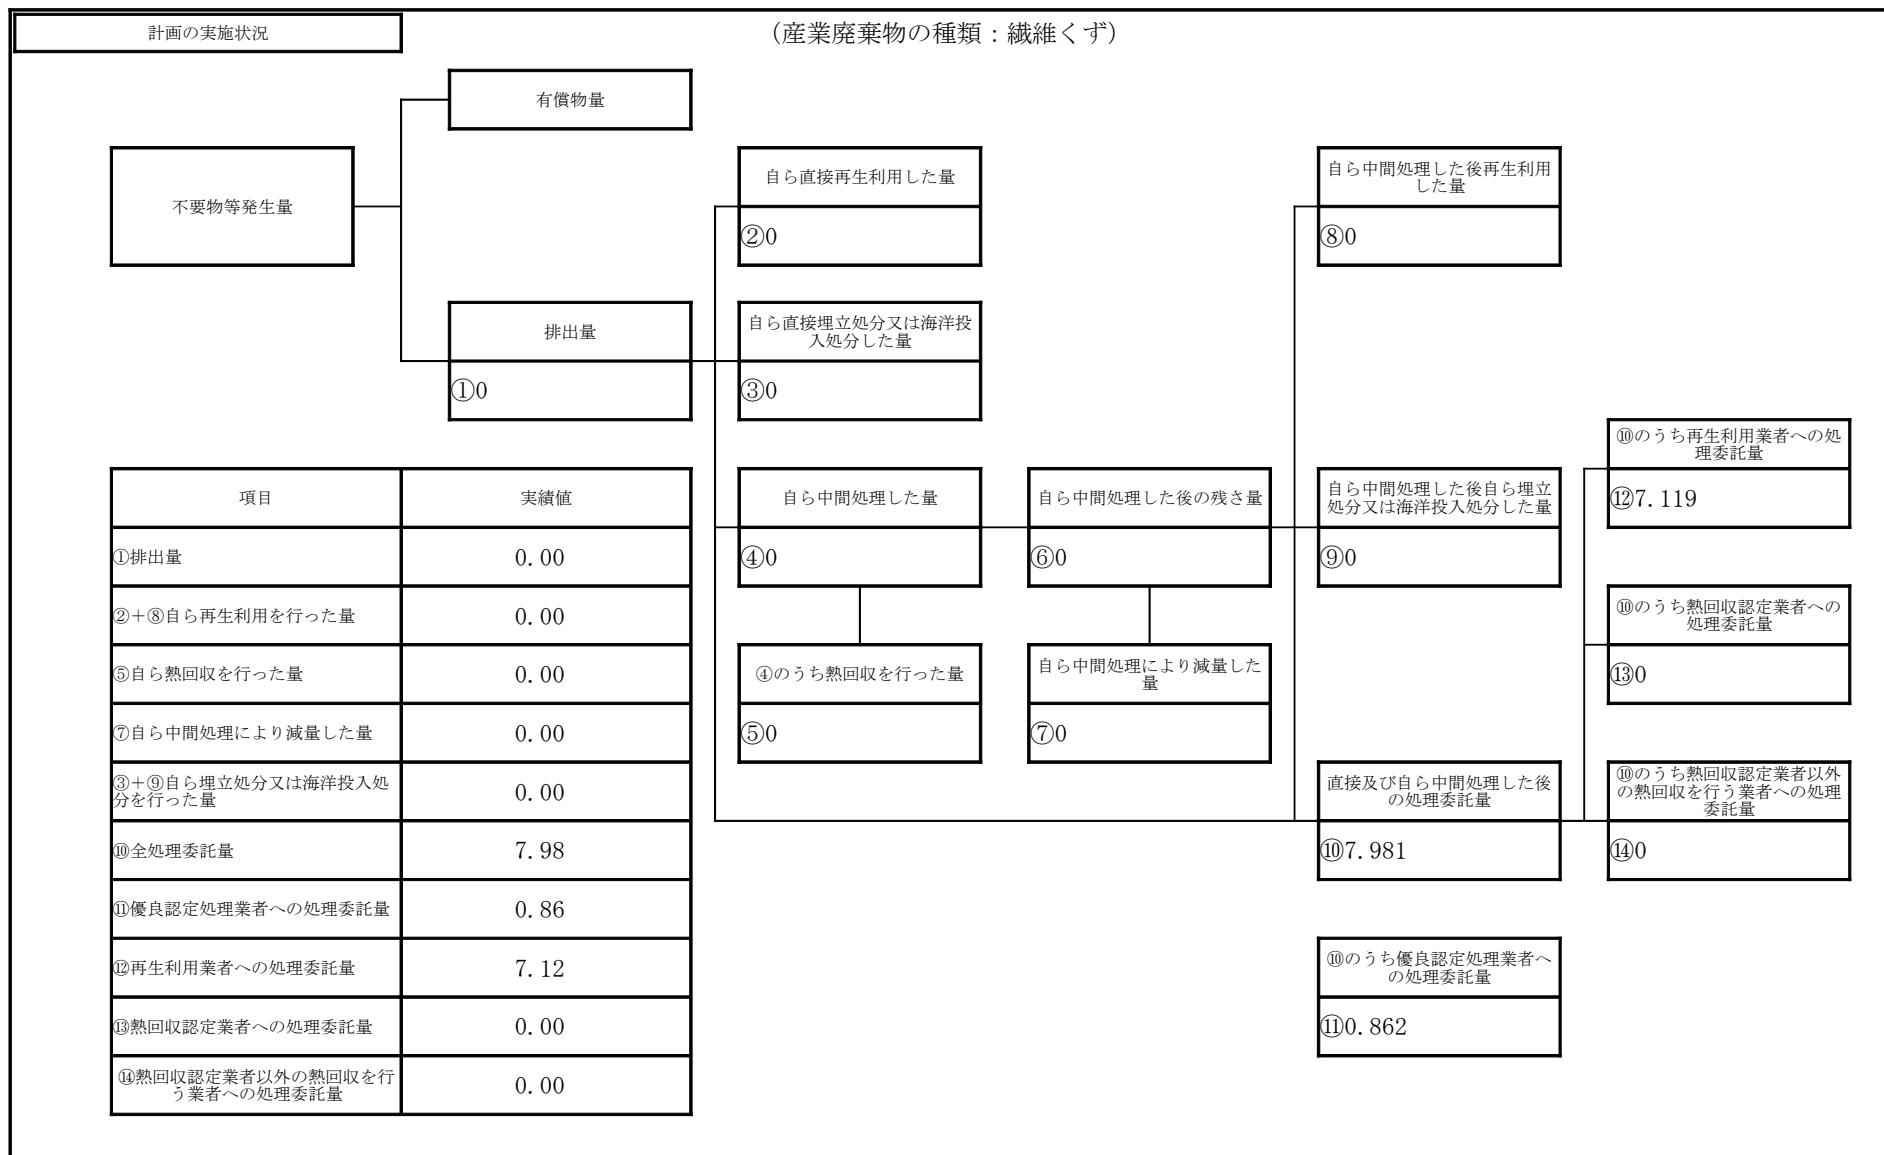 計画の実施状況
(産業廃棄物の種類：繊維くず)
有償物量
不要物等発生量
自ら直接再生利用した量
②0
自ら中間処理した後再生利用
した量
⑧0
排出量
①0
自ら直接埋立処分又は海洋投
入処分した量
③0
⑩のうち再生利用業者への処
理委託量
⑫7.119
自ら中間処理した量
④0
自ら中間処理した後の残さ量
⑥0
自ら中間処理した後自ら埋立
処分又は海洋投入処分した量
⑨0
⑩のうち熱回収認定業者への
処理委託量
⑬0
④のうち熱回収を行った量
⑤0
自ら中間処理により減量した
量
⑦0
直接及び自ら中間処理した後
の処理委託量
⑩7.981
⑩のうち熱回収認定業者以外
の熱回収を行う業者への処理
委託量
⑭0
⑩のうち優良認定処理業者へ
の処理委託量
⑪0.862
項目 実績値
①排出量 0.00
②＋⑧自ら再生利用を行った量 0.00
⑤自ら熱回収を行った量 0.00
⑦自ら中間処理により減量した量 0.00
③＋⑨自ら埋立処分又は海洋投入処
分を行った量 0.00
⑩全処理委託量 7.98
⑪優良認定処理業者への処理委託量 0.86
⑫再生利用業者への処理委託量 7.12
⑬熱回収認定業者への処理委託量 0.00
⑭熱回収認定業者以外の熱回収を行
う業者への処理委託量 0.00